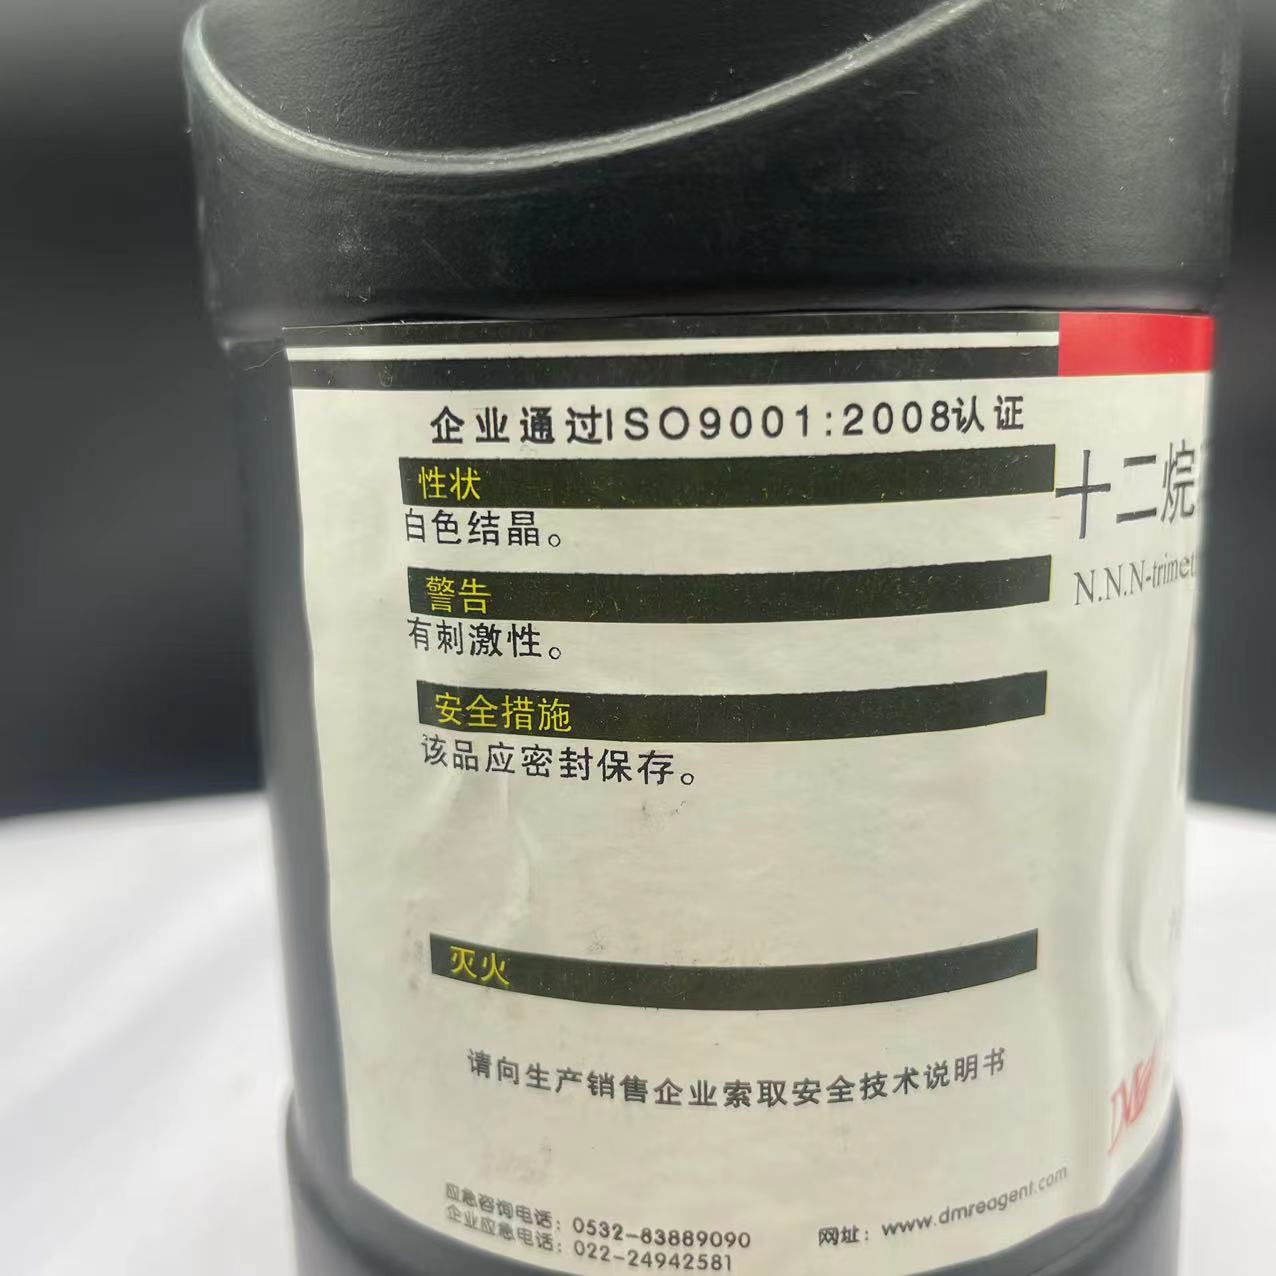 企业通过ISO9001:2008认证
性状
白色结晶。
警告
有刺激性。
安全措施
该品应密封保存。
灭火
请向生产销售企业索取安全技术说明书
应急咨询电话：0532-83889090
企业应急电话：022-24942581
网址：www.dmreagent.com
十二烷
N.N.N-trimet